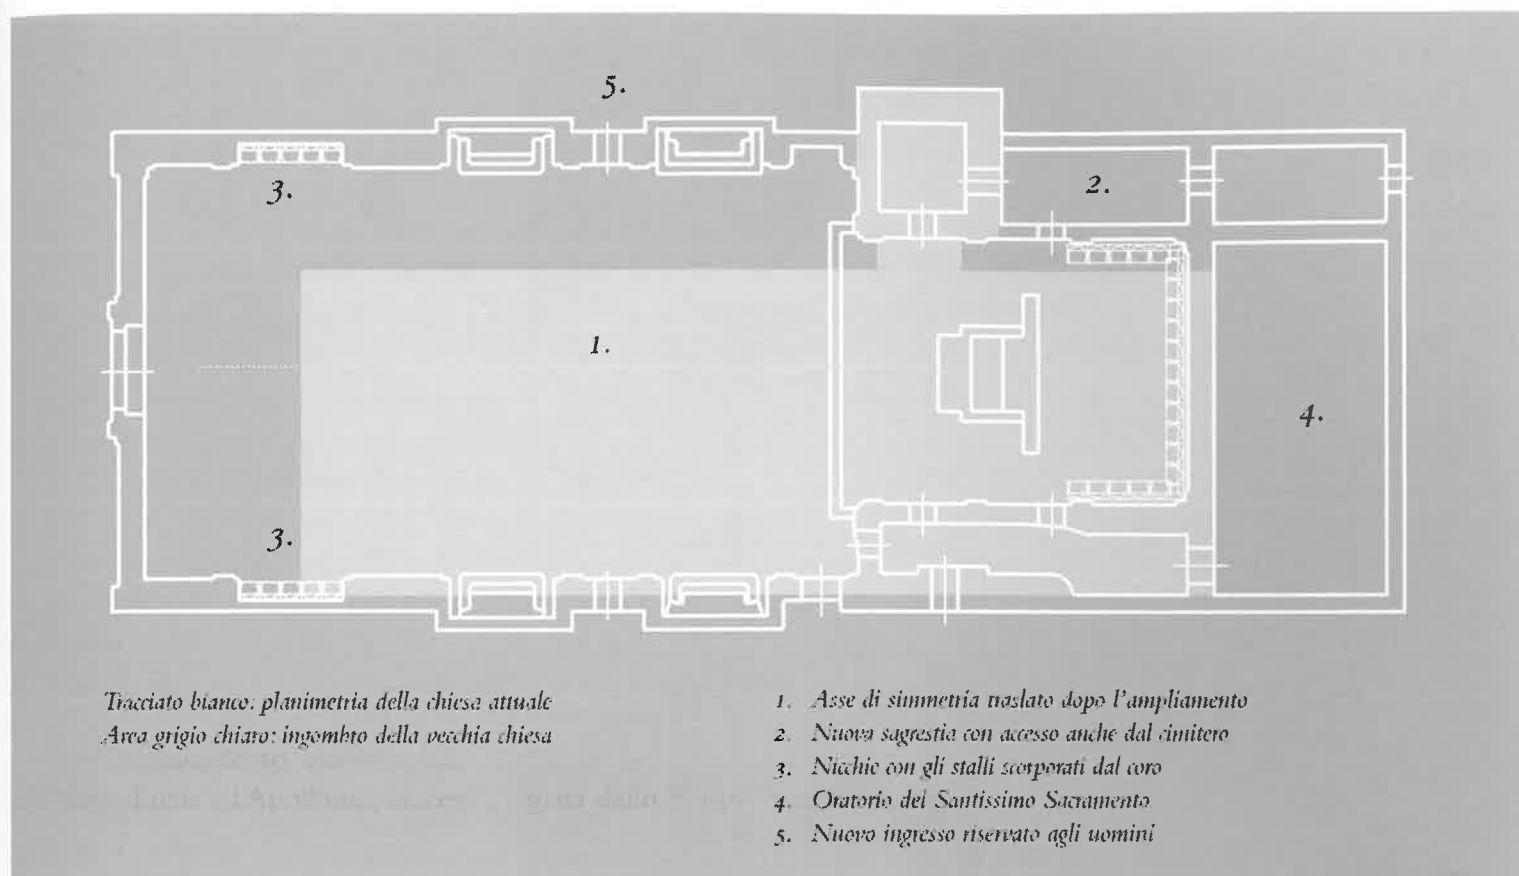 5.
3.
2.
1.
4.
3.
Tracciato bianco: planimetria della chiesa attuale
Area grigio chiaro: ingombro della vecchia chiesa
1. Asse di simmetria traslato dopo l'ampliamento
2. Nuova sagrestia con accesso anche dal cimitero
3. Nicchie con gli stalli scorporati dal coro
4. Oratorio del Santissimo Sacramento
5. Nuovo ingresso riservato agli uomini